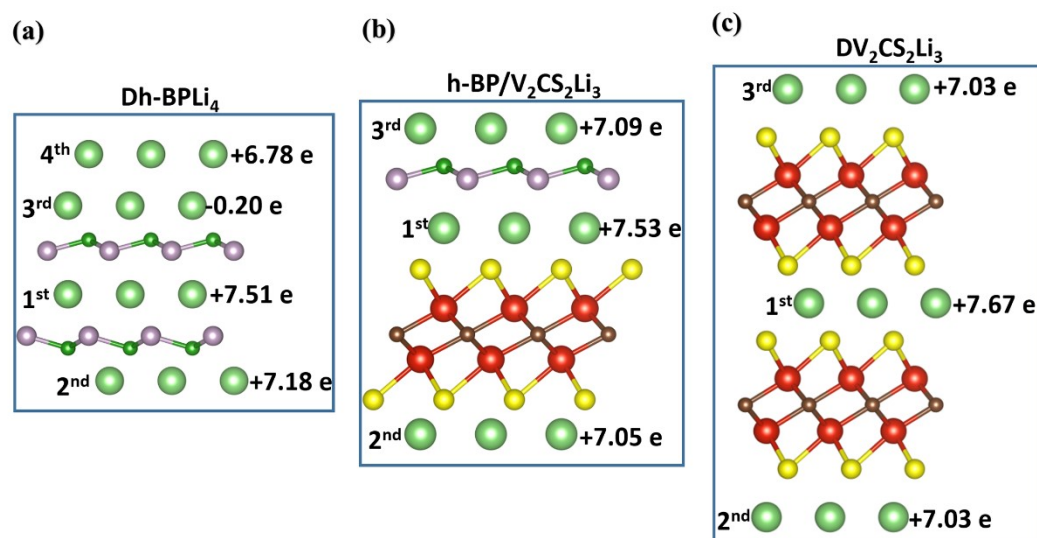 (a)
Dh-BPLi₄
4ᵗʰ +6.78 e
3ʳᵈ -0.20 e
1ˢᵗ +7.51 e
2ⁿᵈ +7.18 e
(b)
h-BP/V₂CS₂Li₃
3ʳᵈ +7.09 e
1ˢᵗ +7.53 e
2ⁿᵈ +7.05 e
(c)
DV₂CS₂Li₃
3ʳᵈ +7.03 e
1ˢᵗ +7.67 e
2ⁿᵈ +7.03 e